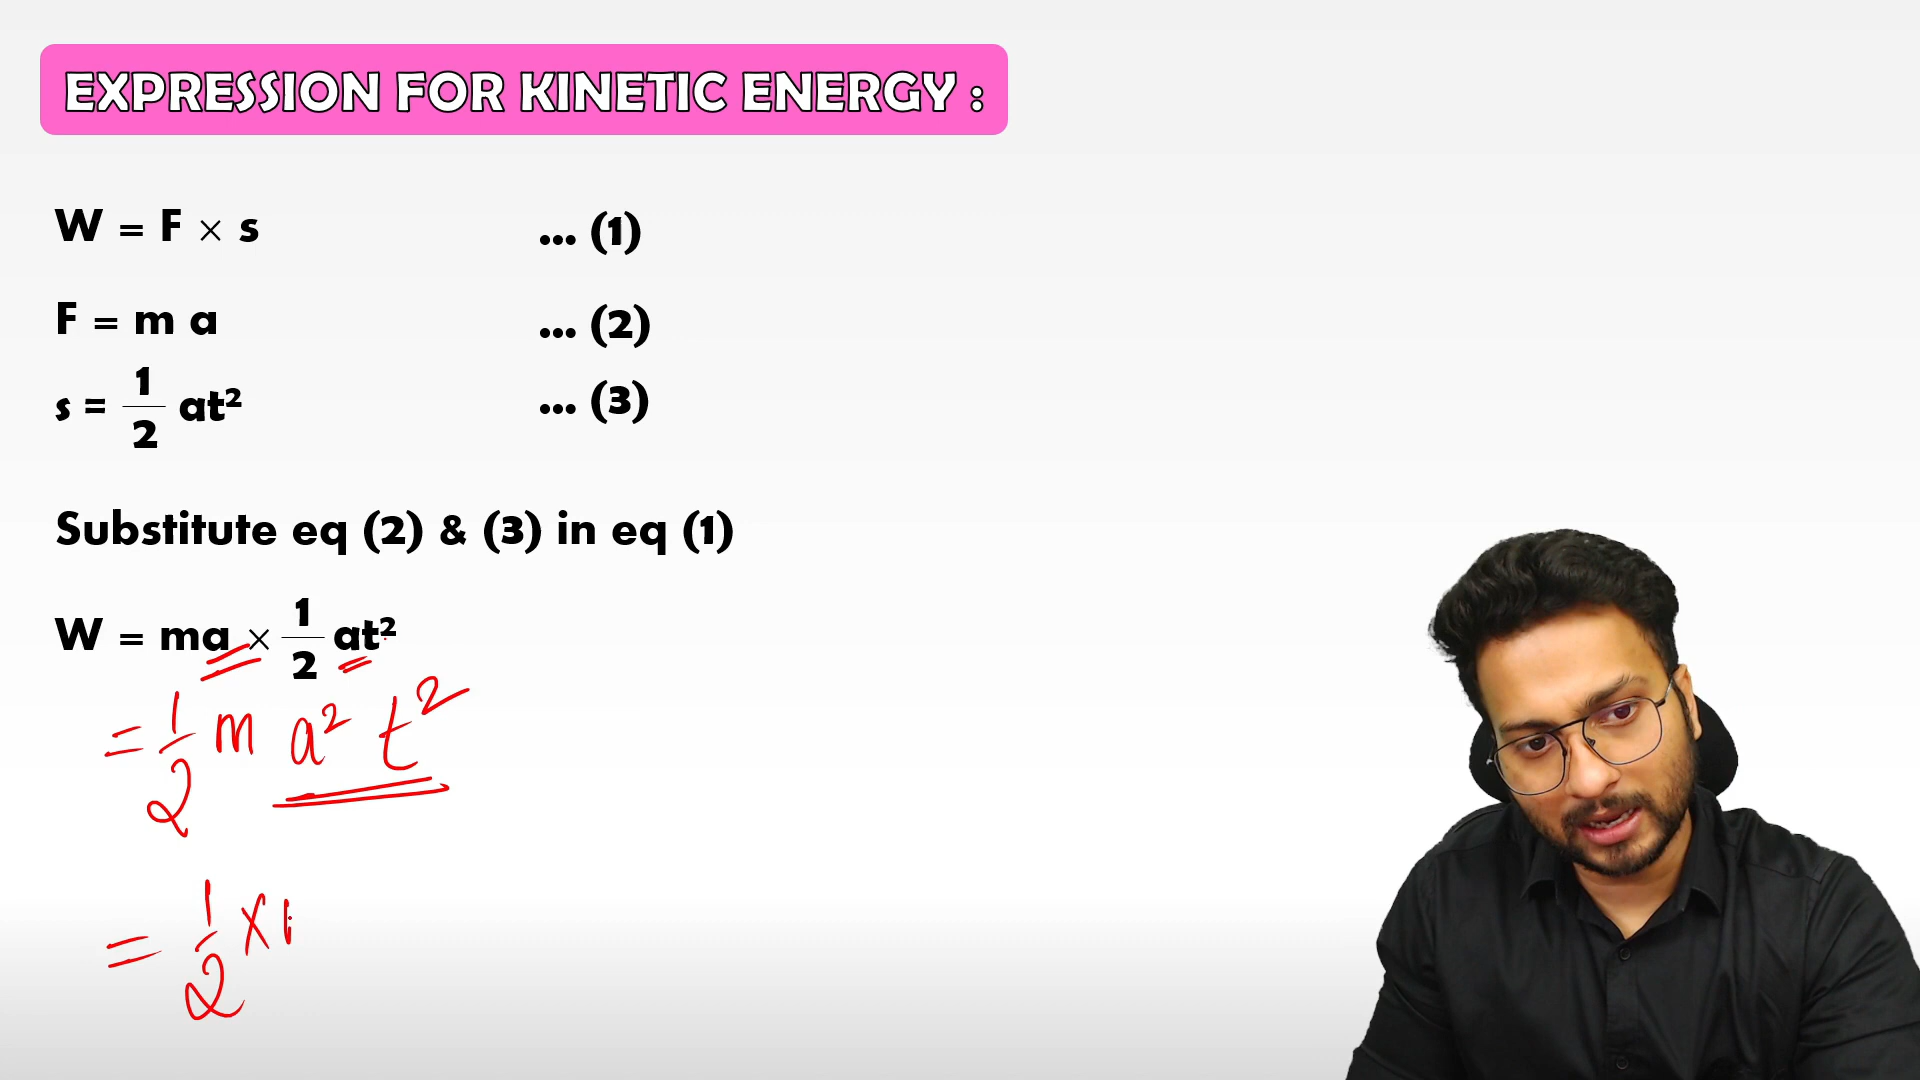 EXPRESSION FOR KINETIC ENERGY :
W = F × s ... (1)
F = m a ... (2)
s = 1/2 at² ... (3)
Substitute eq (2) & (3) in eq (1)
W = ma × 1/2 at²
= 1/2 m a² t²
= 1/2 ×